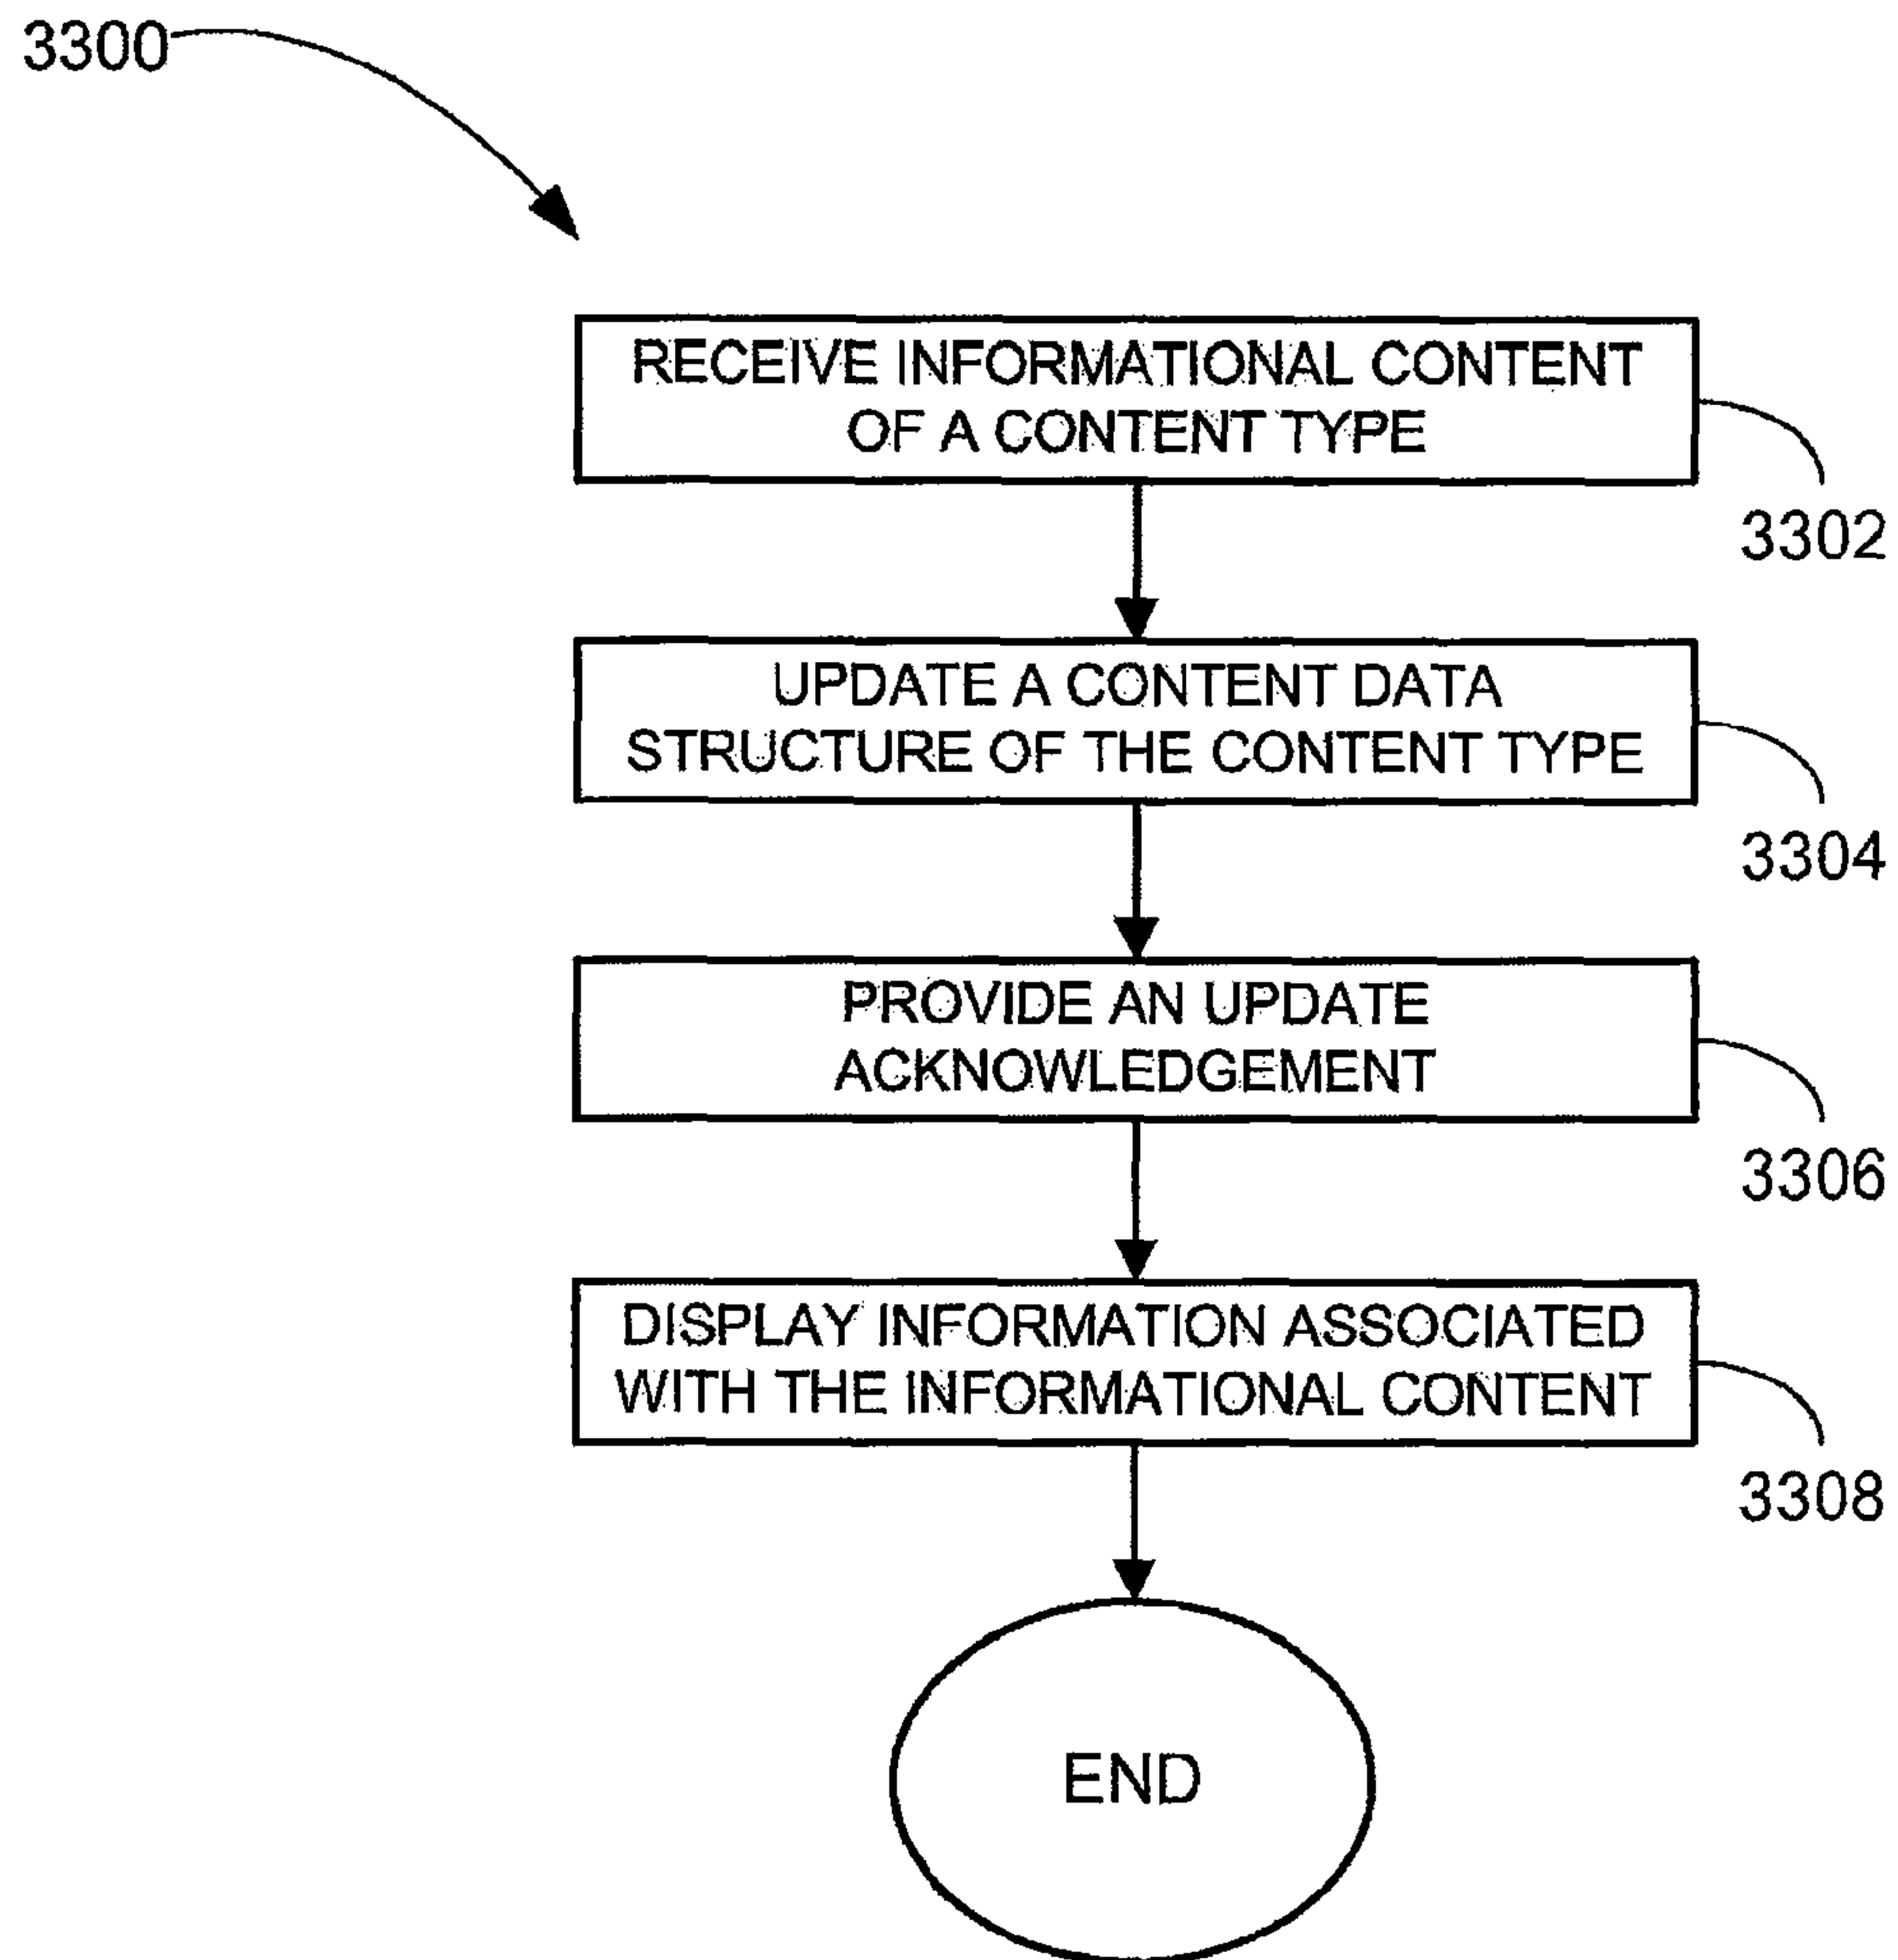 3300
RECEIVE INFORMATIONAL CONTENT
OF A CONTENT TYPE
3302
UPDATE A CONTENT DATA
STRUCTURE OF THE CONTENT TYPE
3304
PROVIDE AN UPDATE
ACKNOWLEDGEMENT
3306
DISPLAY INFORMATION ASSOCIATED
WITH THE INFORMATIONAL CONTENT
3308
END